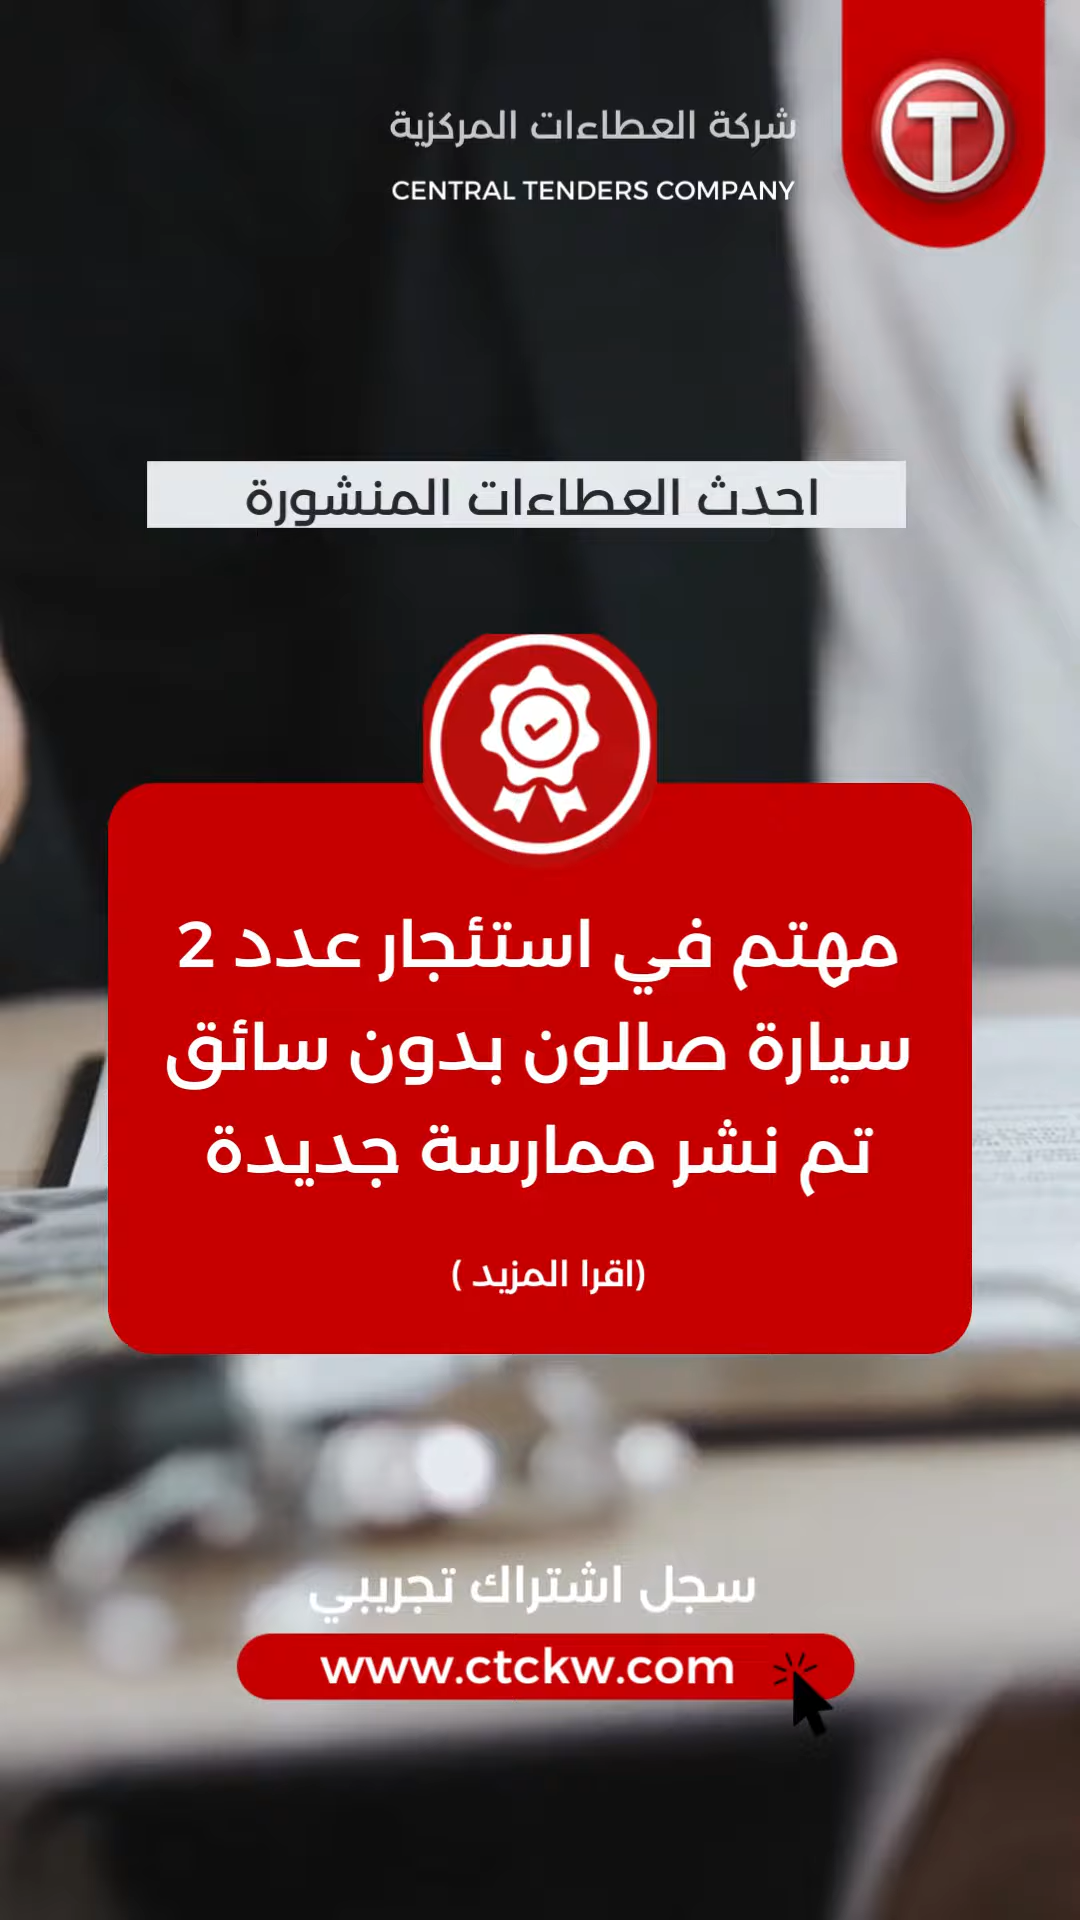 شركة العطاءات المركزية
CENTRAL TENDERS COMPANY
T
احدث العطاءات المنشورة
مهتم في استئجار عدد 2
سيارة صالون بدون سائق
تم نشر ممارسة جديدة
(اقرا المزيد )
سجل اشتراك تجريبي
www.ctckw.com